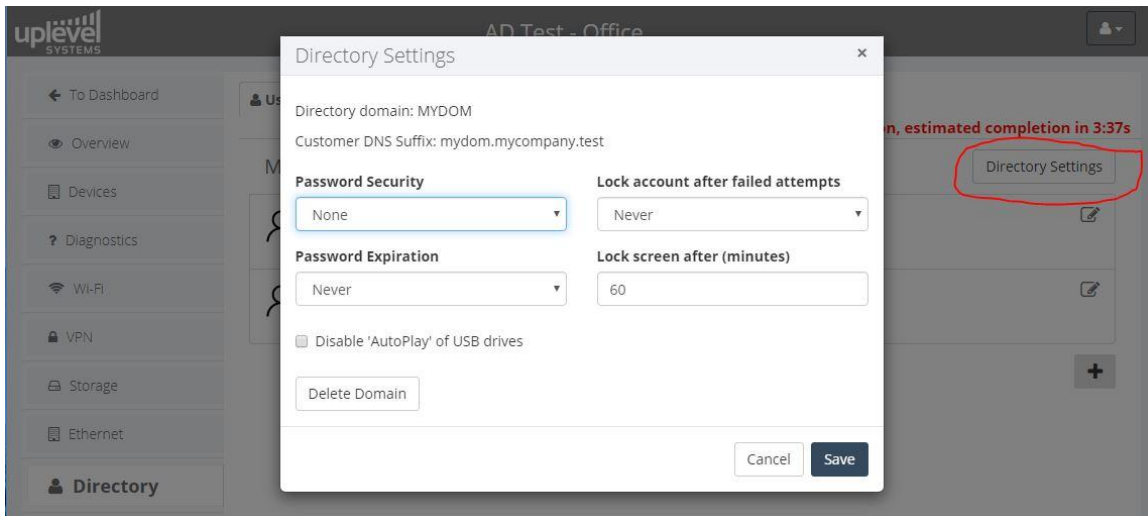 uplevel
SYSTEMS
AD Test - Office
To Dashboard
Overview
Devices
? Diagnostics
Wi-Fi
VPN
Storage
Ethernet
Directory
Us
M
n, estimated completion in 3:37s
Directory Settings
Directory Settings
×
Directory domain: MYDOM
Customer DNS Suffix: mydom.mycompany.test
Password Security
Lock account after failed attempts
None
Never
Password Expiration
Lock screen after (minutes)
Never
60
Disable 'AutoPlay' of USB drives
Delete Domain
Cancel
Save